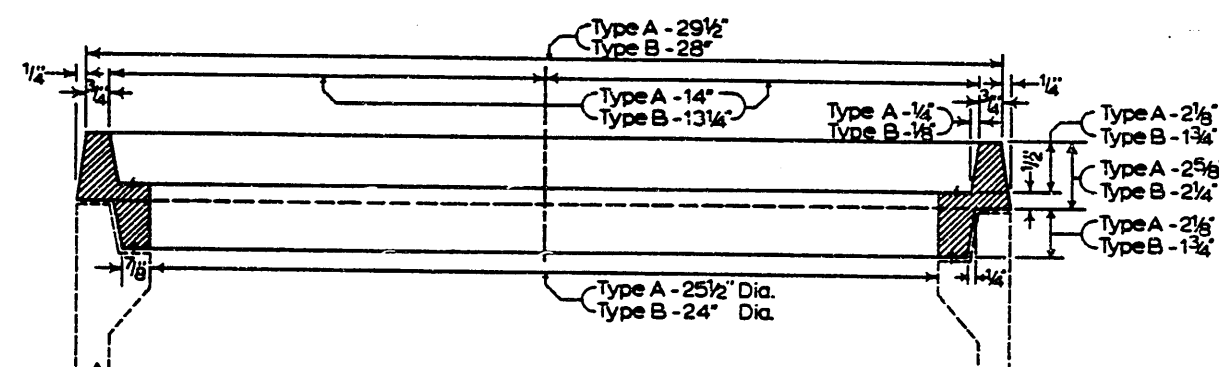 Type A - 29½"
Type B - 28"
¼"
¾"
Type A - 14"
Type B - 13¼"
Type A - ¼"
Type B - ⅛"
¾"
¼"
Type A - 2⅛"
Type B - 1¾"
½"
Type A - 2⅝"
Type B - 2¼"
Type A - 2⅛"
Type B - 1¾"
⅞"
¼"
Type A - 25½" Dia.
Type B - 24" Dia.